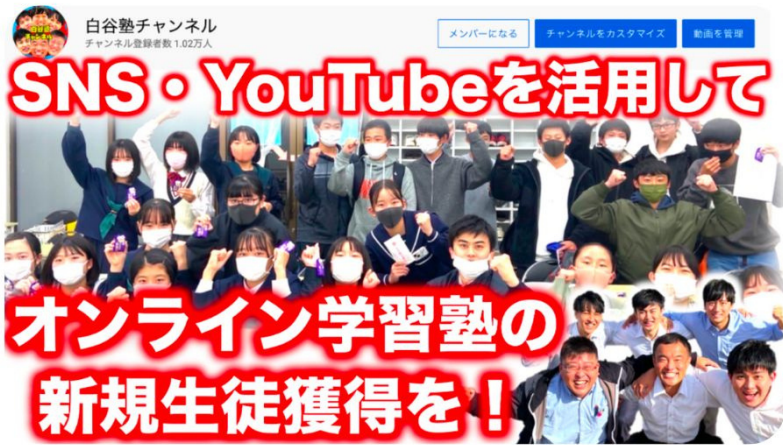 白谷塾チャンネル
チャンネル登録者数 1.02万人
メンバーになる
チャンネルをカスタマイズ
動画を管理
SNS・YouTubeを活用して
オンライン学習塾の
新規生徒獲得を！